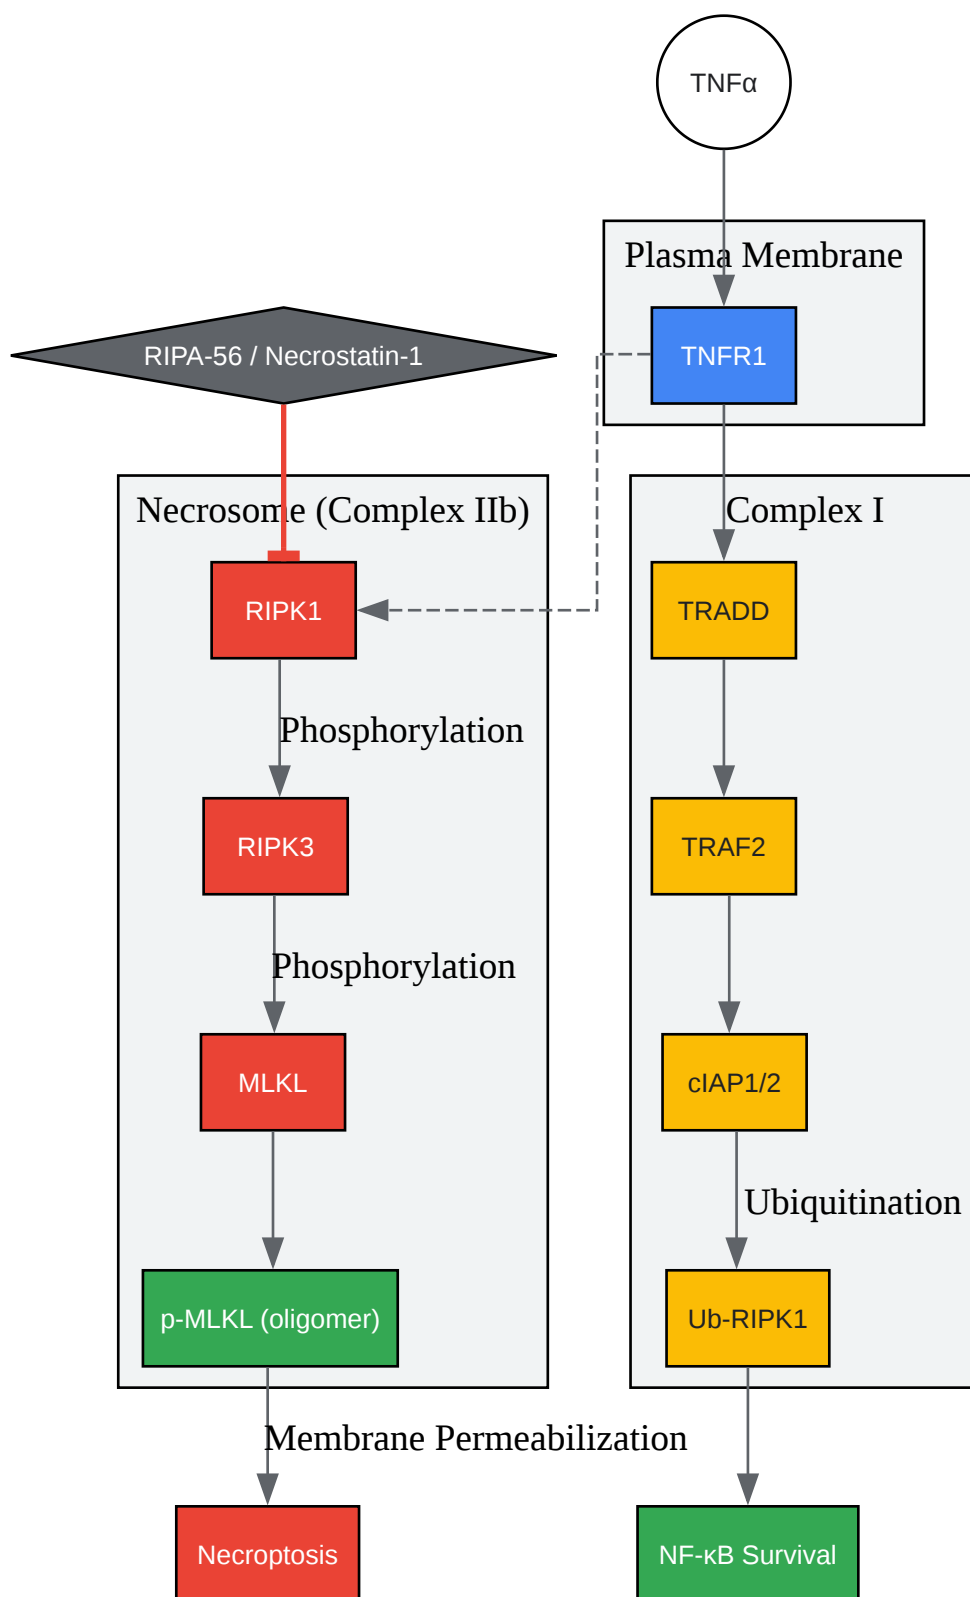 TNFα
Plasma Membrane
TNFR1
RIPA-56 / Necrostatin-1
Necrosome (Complex IIb)
Complex I
RIPK1
TRADD
Phosphorylation
RIPK3
TRAF2
Phosphorylation
MLKL
cIAP1/2
Ubiquitination
p-MLKL (oligomer)
Ub-RIPK1
Membrane Permeabilization
Necroptosis
NF-κB Survival